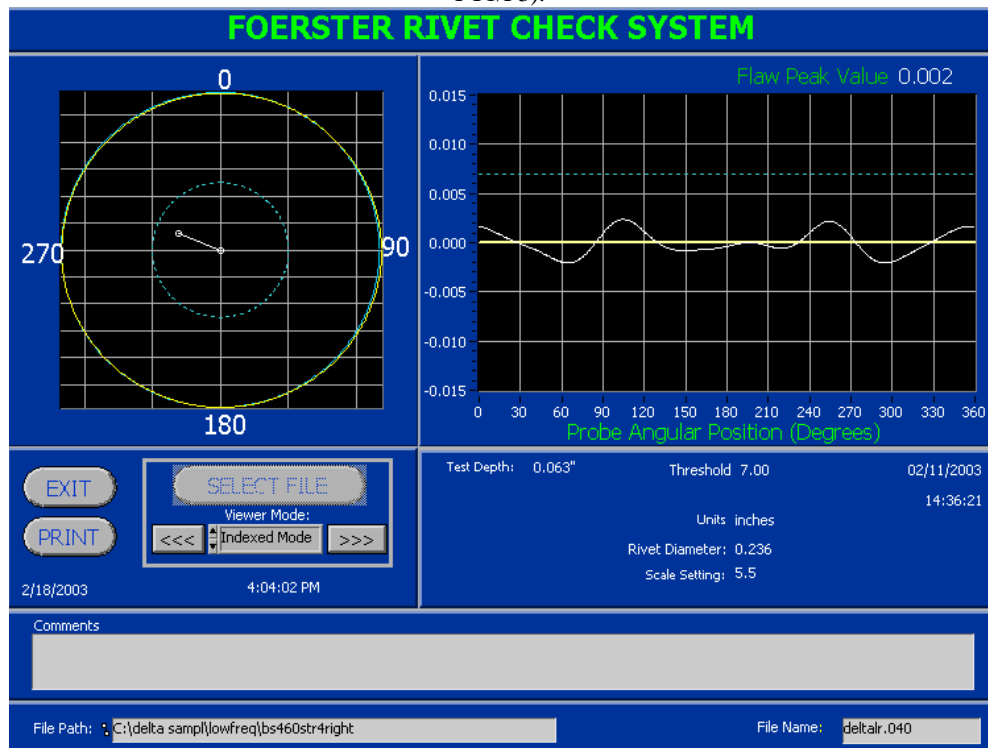 FOERSTER RIVET CHECK SYSTEM
0
270
90
180
Flaw Peak Value 0.002
0.015
0.010
0.005
0.000
-0.005
-0.010
-0.015
0 30 60 90 120 150 180 210 240 270 300 330 360
Probe Angular Position (Degrees)
EXIT
PRINT
SELECT FILE
Viewer Mode:
<<< Indexed Mode >>>
2/18/2003 4:04:02 PM
Test Depth: 0.063" Threshold 7.00 02/11/2003
14:36:21
Units inches
Rivet Diameter: 0.236
Scale Setting: 5.5
Comments
File Path: C:\delta sampl\lowfreq\bs460str4right File Name: deltalr.040